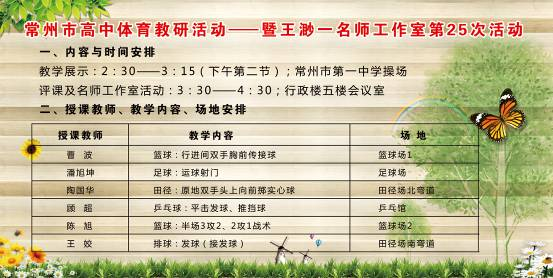 常州市高中体育教研活动——暨王渺一名师工作室第25次活动
一、内容与时间安排
教学展示：2：30——3：15（下午第二节）；常州市第一中学操场
评课及名师工作室活动：3：30——4：30；行政楼五楼会议室
二、授课教师、教学内容、场地安排
授课教师 教学内容 场 地
曹 波 篮球：行进间双手胸前传接球 篮球场1
潘旭坤 足球：运球射门 足球场
陶国华 田径：原地双手头上向前掷实心球 田径场北弯道
顾 超 乒乓球：平击发球、推挡球 乒乓馆
陈 旭 篮球：半场3攻2、2攻1战术 篮球场2
王 姣 排球：发球（接发球） 田径场南弯道